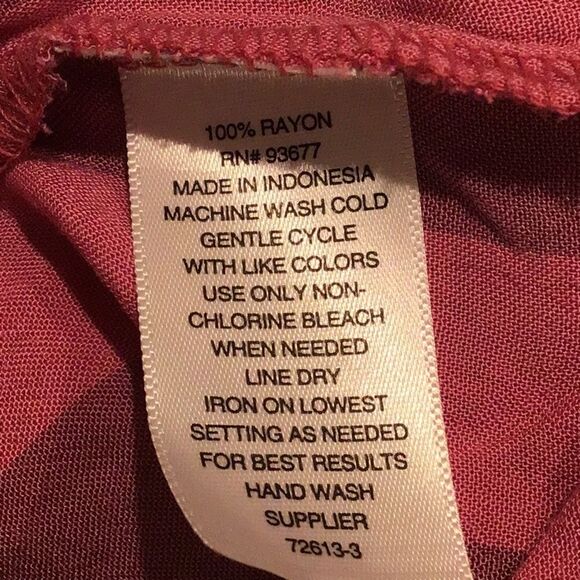 100% RAYON
RN# 93677
MADE IN INDONESIA
MACHINE WASH COLD
GENTLE CYCLE
WITH LIKE COLORS
USE ONLY NON-
CHLORINE BLEACH
WHEN NEEDED
LINE DRY
IRON ON LOWEST
SETTING AS NEEDED
FOR BEST RESULTS
HAND WASH
SUPPLIER
72613-3